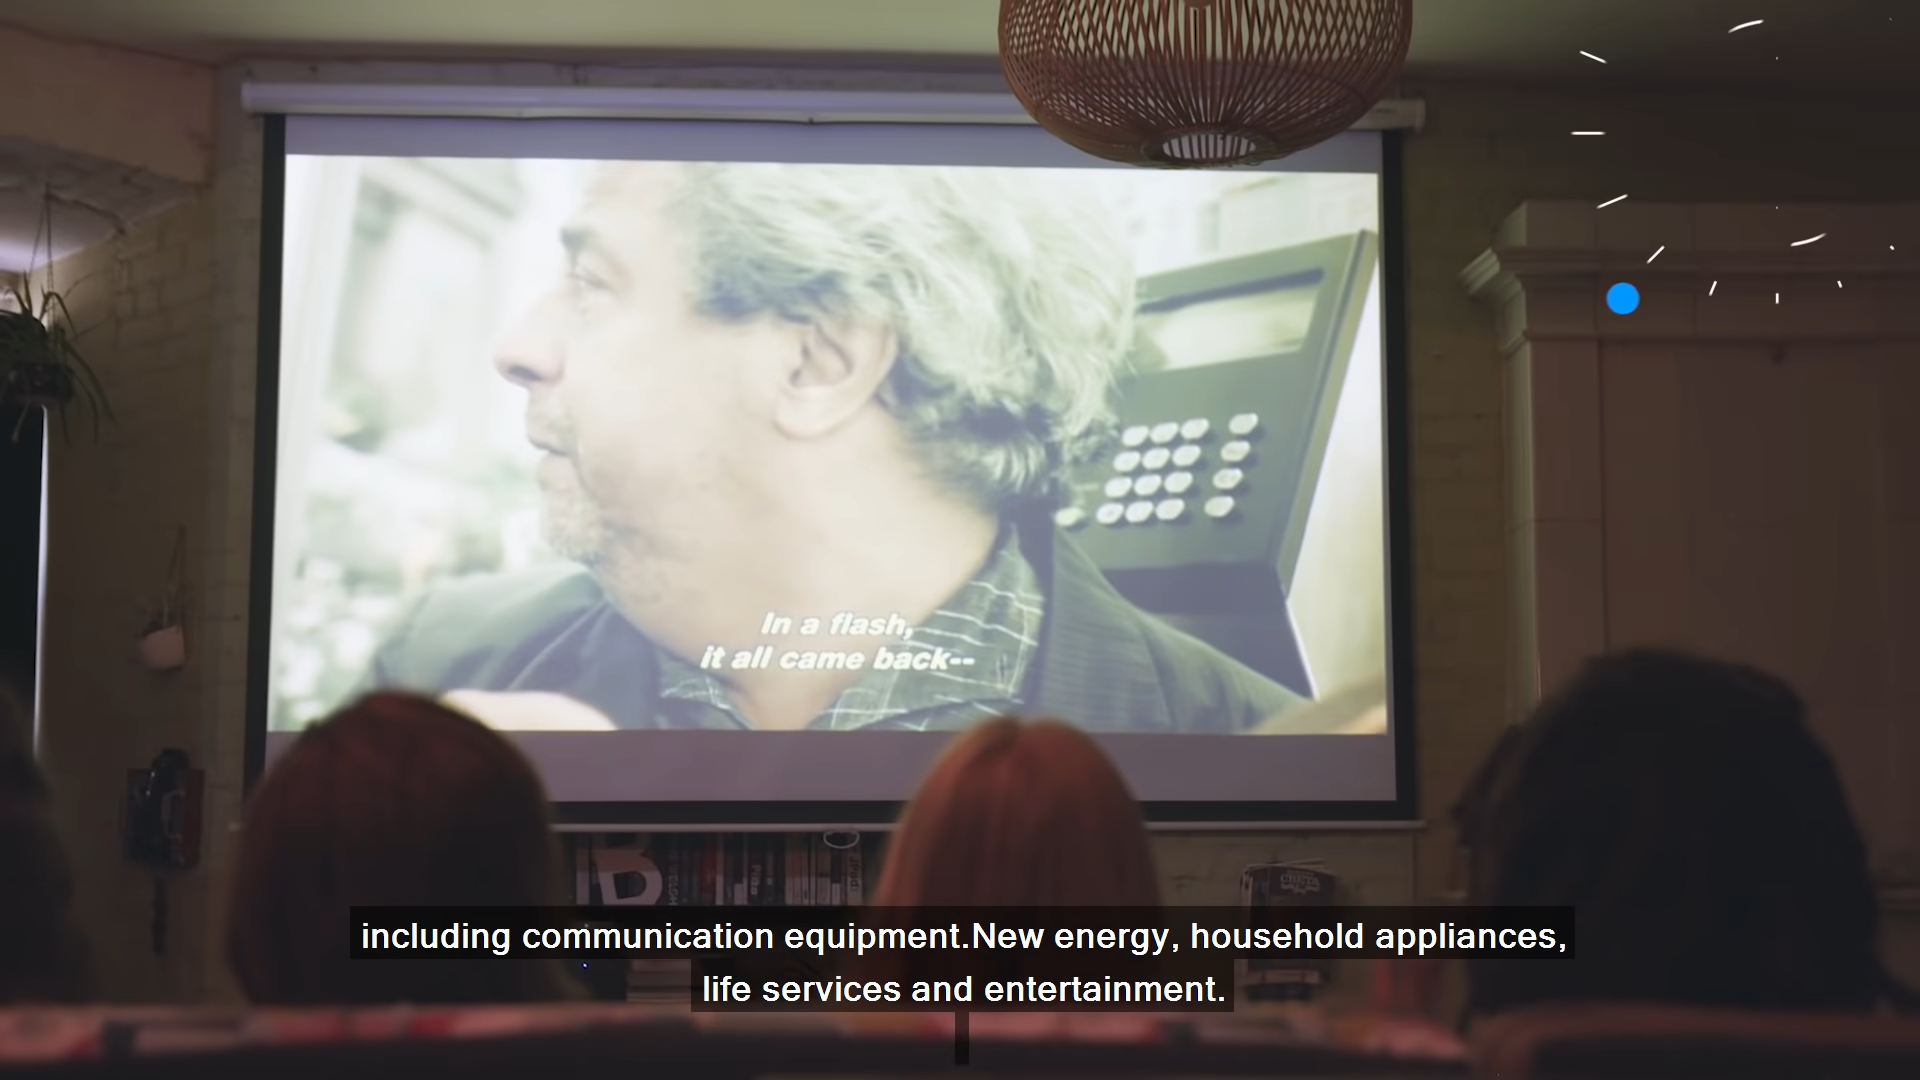 In a flash,
it all came back--
including communication equipment.New energy, household appliances,
life services and entertainment.